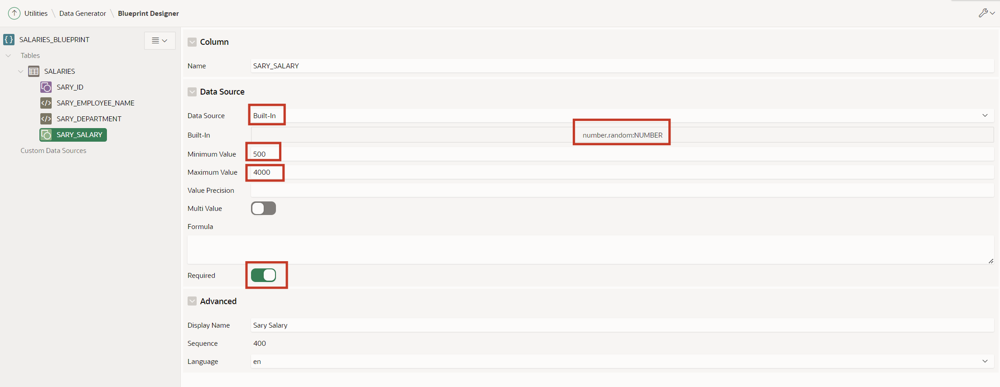 Utilities \ Data Generator \ Blueprint Designer
SALARIES_BLUEPRINT
Tables
SALARIES
SARY_ID
SARY_EMPLOYEE_NAME
SARY_DEPARTMENT
SARY_SALARY
Custom Data Sources
Column
Name SARY_SALARY
Data Source
Data Source Built-In
Built-In number.random:NUMBER
Minimum Value 500
Maximum Value 4000
Value Precision
Multi Value
Formula
Required
Advanced
Display Name Sary Salary
Sequence 400
Language en